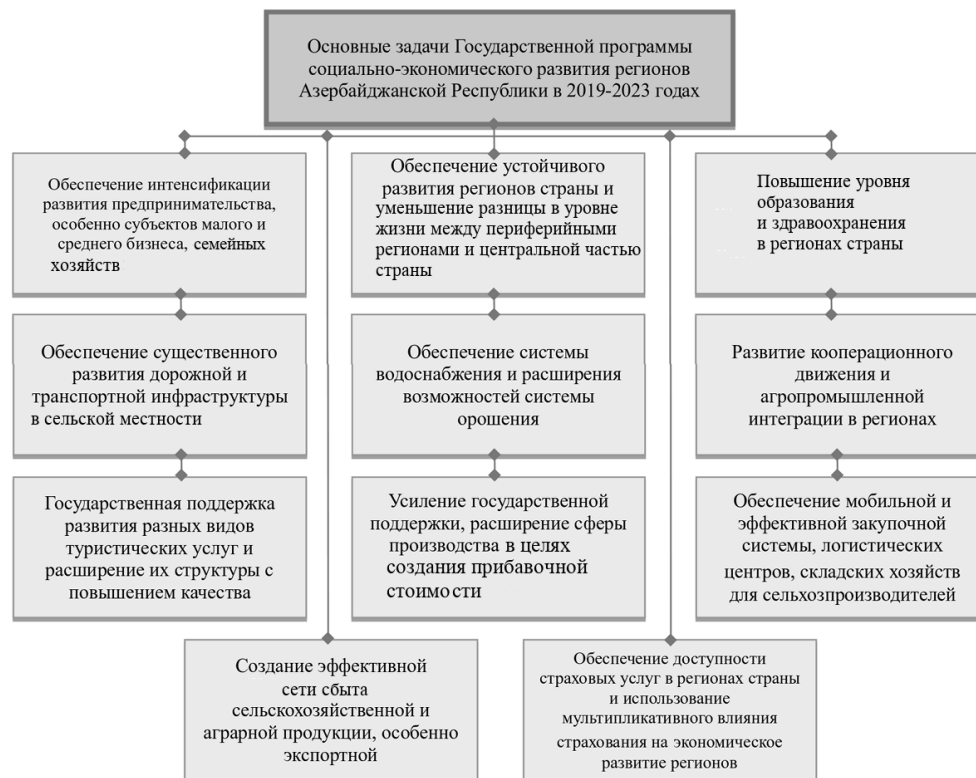 Основные задачи Государственной программы
социально-экономического развития регионов
Азербайджанской Республики в 2019-2023 годах
Обеспечение интенсификации
развития предпринимательства,
особенно субъектов малого и
среднего бизнеса, семейных
хозяйств
Обеспечение устойчивого
развития регионов страны и
уменьшение разницы в уровне
жизни между периферийными
регионами и центральной частью
страны
Повышение уровня
образования
и здравоохранения
в регионах страны
Обеспечение существенного
развития дорожной и
транспортной инфраструктуры
в сельской местности
Обеспечение системы
водоснабжения и расширения
возможностей системы
орошения
Развитие кооперационного
движения и
агропромышленной
интеграции в регионах
Государственная поддержка
развития разных видов
туристических услуг и
расширение их структуры с
повышением качества
Усиление государственной
поддержки, расширение сферы
производства в целях
создания прибавочной
стоимости
Обеспечение мобильной и
эффективной закупочной
системы, логистических
центров, складских хозяйств
для сельхозпроизводителей
Создание эффективной
сети сбыта
сельскохозяйственной и
аграрной продукции, особенно
экспортной
Обеспечение доступности
страховых услуг в регионах страны
и использование
мультипликативного влияния
страхования на экономическое
развитие регионов